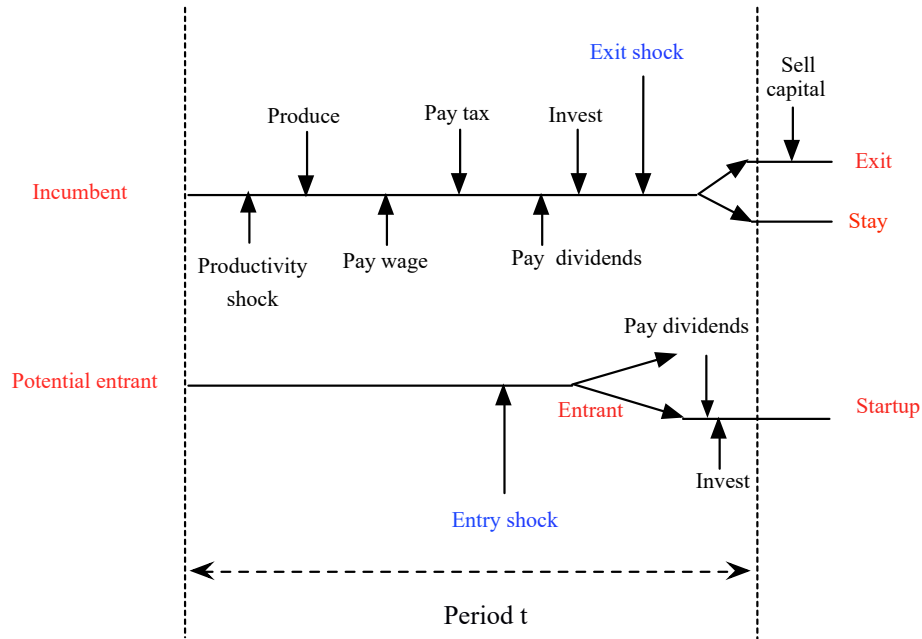 Exit shock
Sell
capital
Produce
Pay tax
Invest
Incumbent
Exit
Stay
Productivity
shock
Pay wage
Pay dividends
Pay dividends
Potential entrant
Entrant
Startup
Invest
Entry shock
Period t